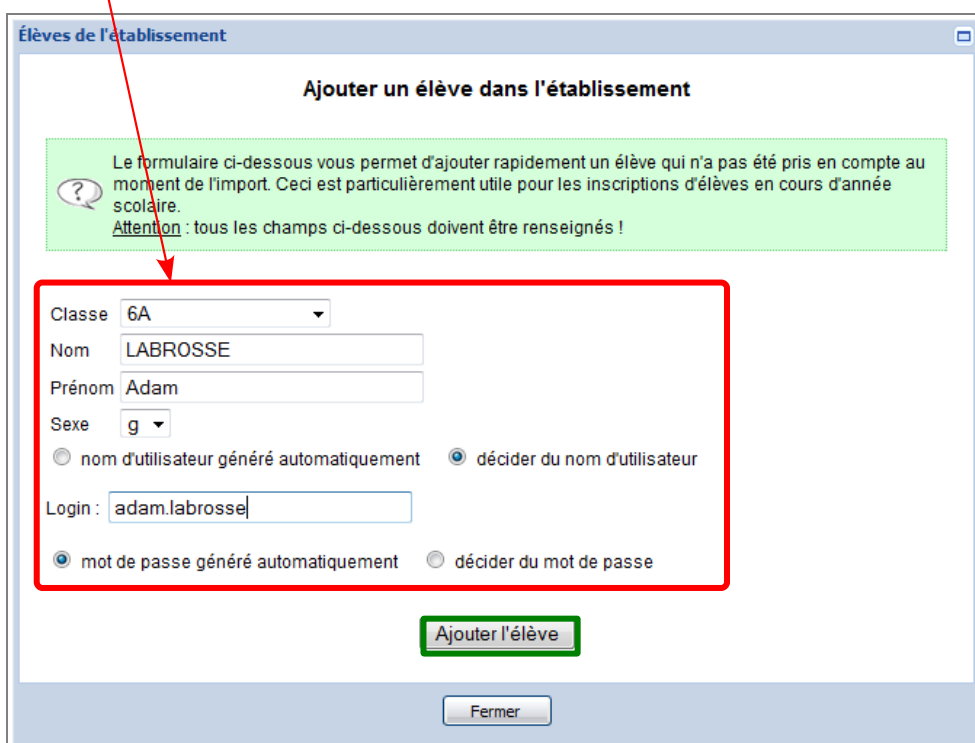 Élèves de l'établissement
Ajouter un élève dans l'établissement
Le formulaire ci-dessous vous permet d'ajouter rapidement un élève qui n'a pas été pris en compte au
moment de l'import. Ceci est particulièrement utile pour les inscriptions d'élèves en cours d'année
scolaire.
Attention : tous les champs ci-dessous doivent être renseignés !
Classe 6A
Nom LABROSSE
Prénom Adam
Sexe g
nom d'utilisateur généré automatiquement décider du nom d'utilisateur
Login : adam.labrosse
mot de passe généré automatiquement décider du mot de passe
Ajouter l'élève
Fermer